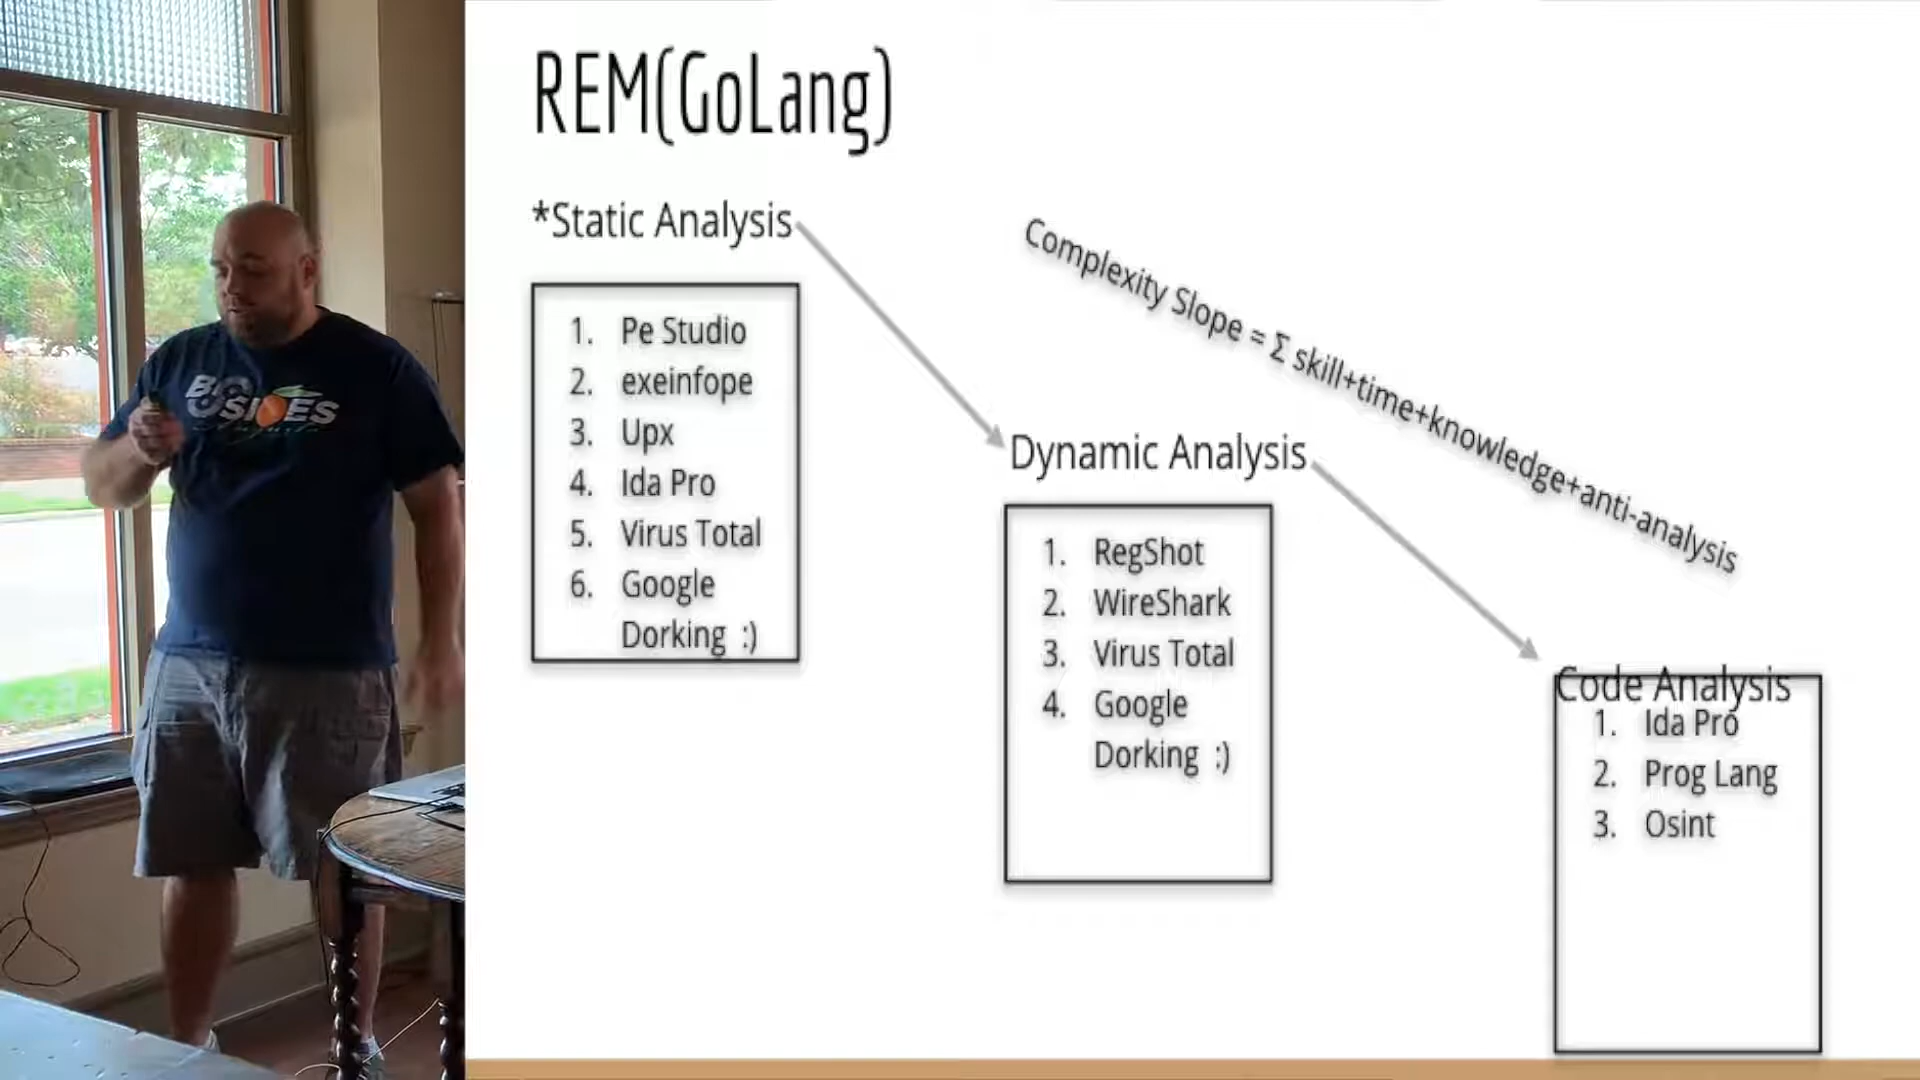 REM(GoLang)
*Static Analysis
1. Pe Studio
2. exeinfope
3. Upx
4. Ida Pro
5. Virus Total
6. Google
Dorking :)
Complexity Slope = Σ skill+time+knowledge+anti-analysis
Dynamic Analysis
1. RegShot
2. WireShark
3. Virus Total
4. Google
Dorking :)
Code Analysis
1. Ida Pro
2. Prog Lang
3. Osint
BSIDES